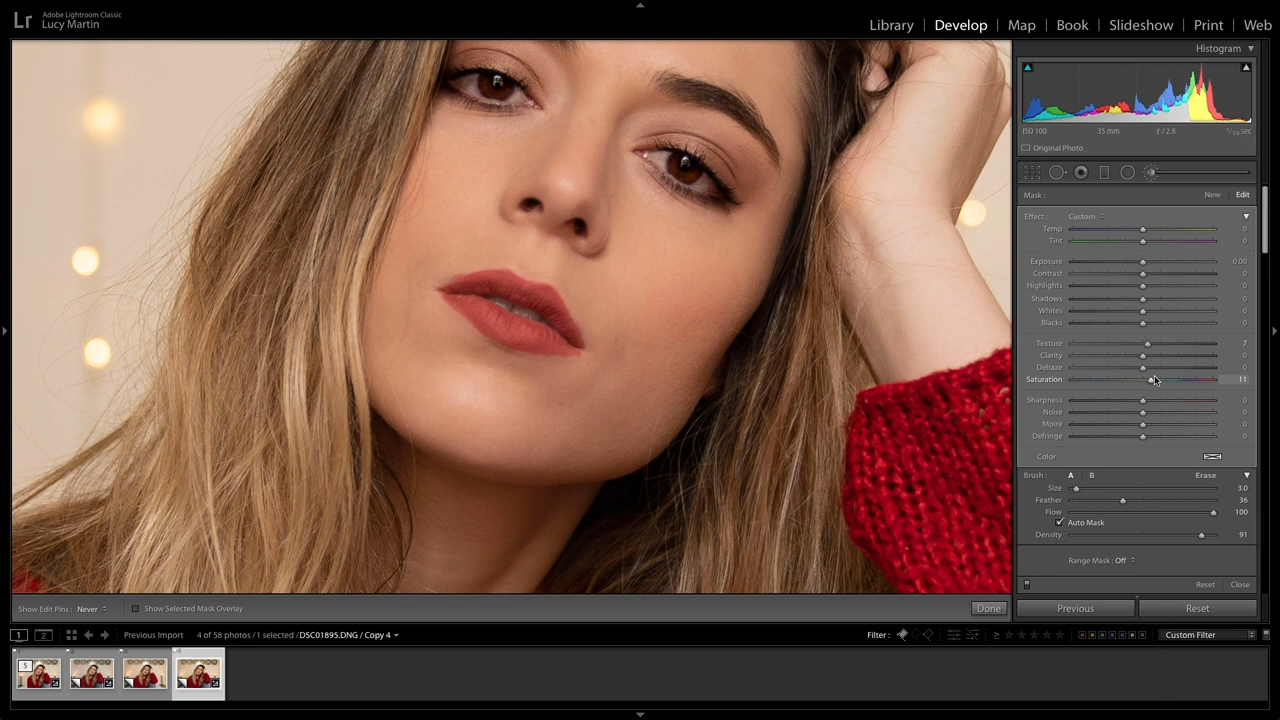 Lr
Adobe Lightroom Classic
Lucy Martin
Library | Develop | Map | Book | Slideshow | Print | Web
Histogram
ISO 100 35 mm ƒ / 2.8
Original Photo
Mask : New Edit
Effect : Custom
Temp 0
Tint 0
Exposure 0.00
Contrast 0
Highlights 0
Shadows 0
Whites 0
Blacks 0
Texture 7
Clarity 0
Dehaze 0
Saturation 11
Sharpness 0
Noise 0
Moiré 0
Defringe 0
Color
Brush : A B Erase
Size 3.0
Feather 36
Flow 100
Auto Mask
Density 91
Range Mask : Off
Reset Close
Show Edit Pins : Never Show Selected Mask Overlay Done
Previous Reset
1 2 Previous Import 4 of 58 photos / 1 selected / DSC01895.DNG / Copy 4 Filter : ≥ Custom Filter
5